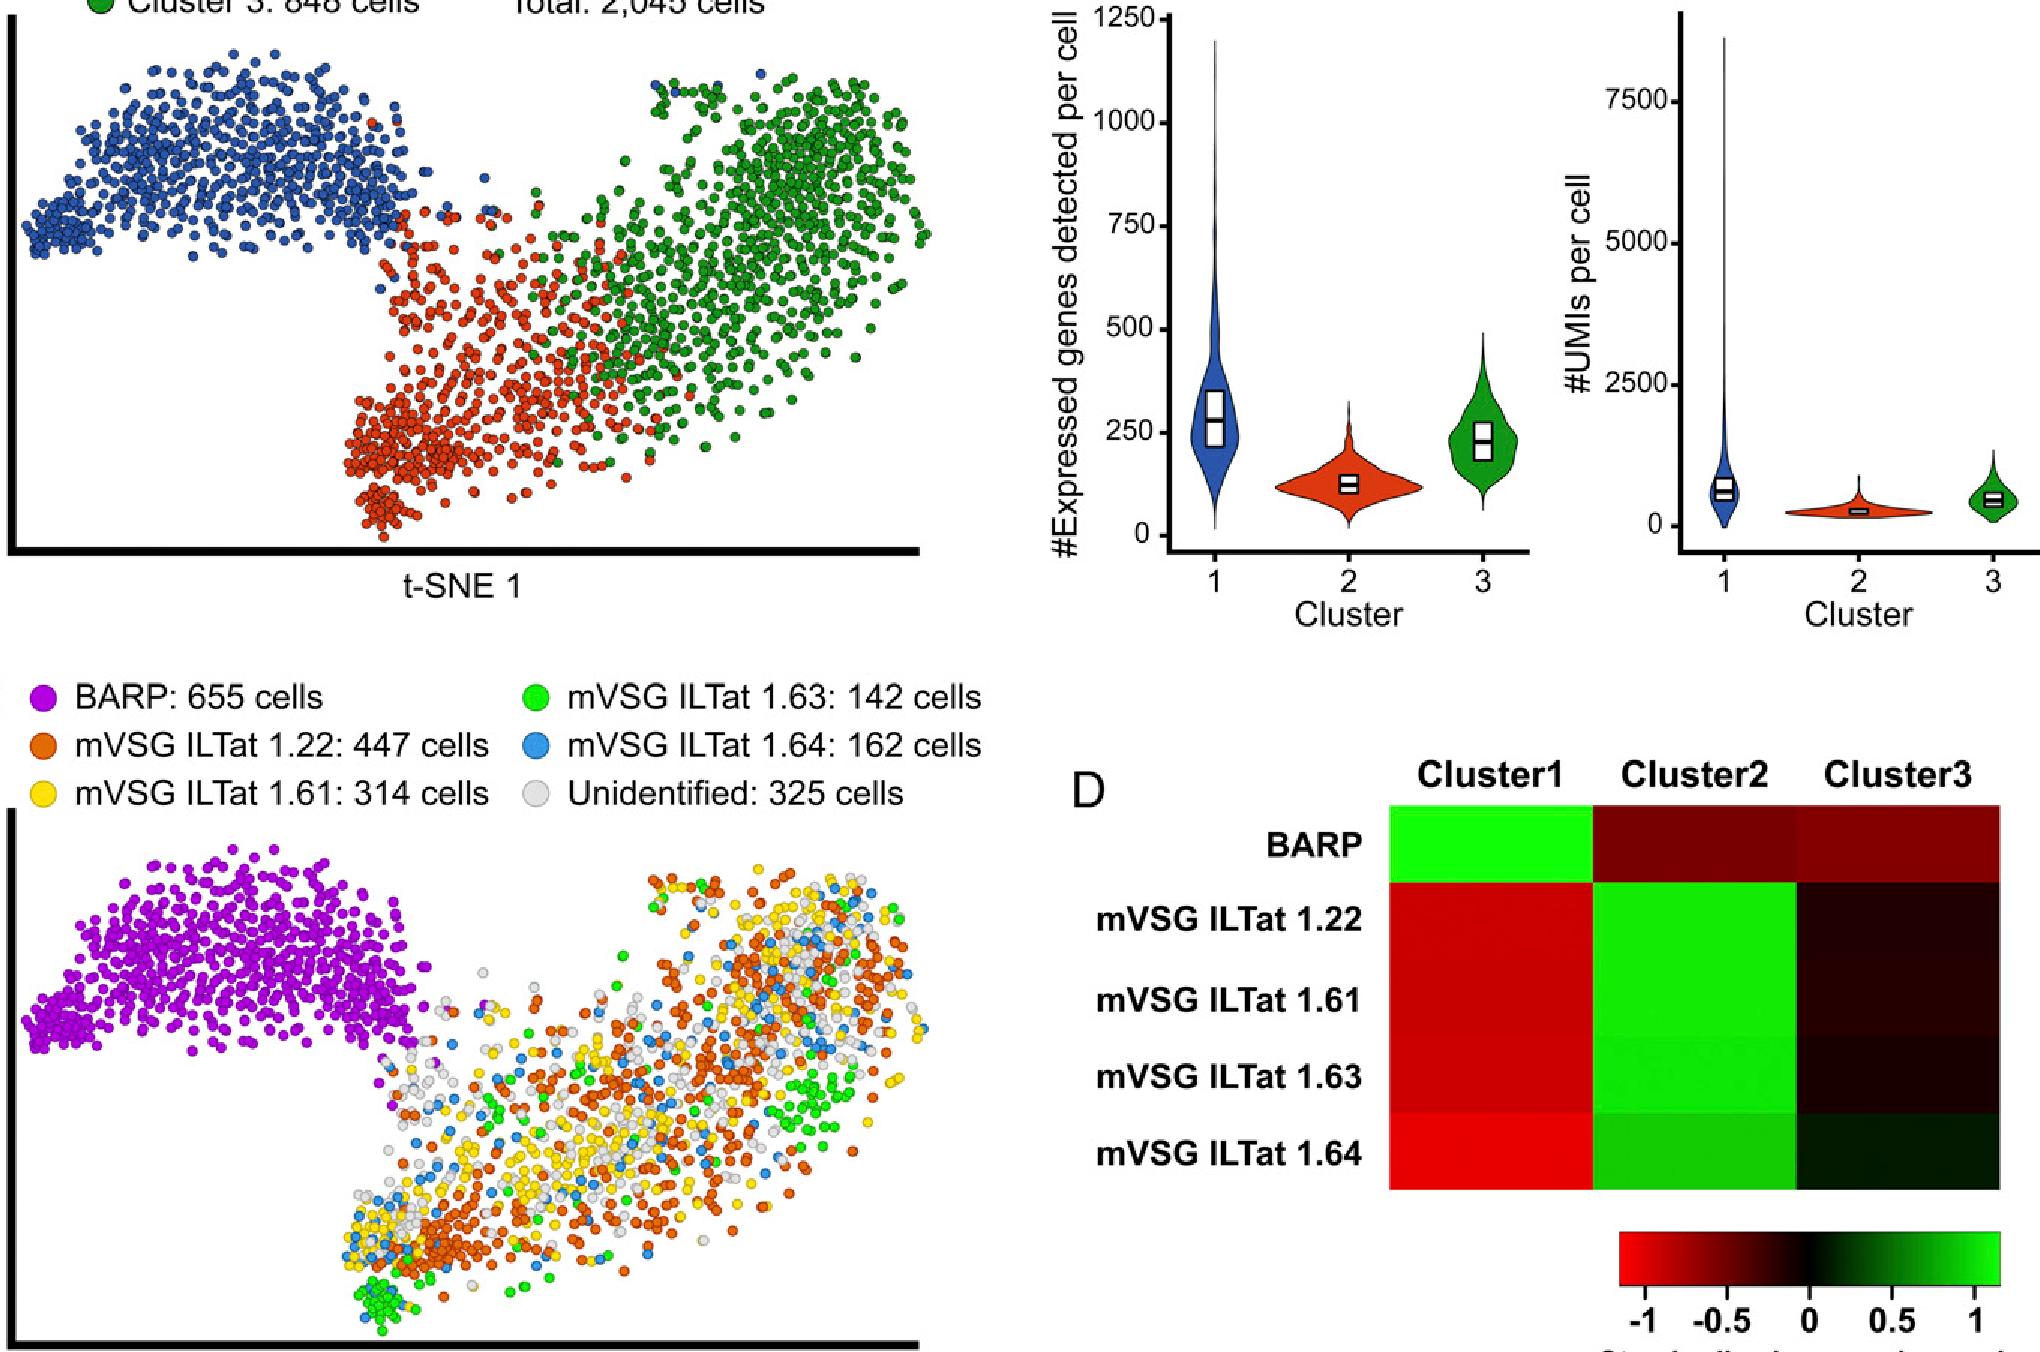 Cluster 3: 848 cells
Total: 2,045 cells
t-SNE 1
#Expressed genes detected per cell
1250
1000
750
500
250
0
1 2 3
Cluster
#UMIs per cell
7500
5000
2500
0
1 2 3
Cluster
BARP: 655 cells
mVSG ILTat 1.22: 447 cells
mVSG ILTat 1.61: 314 cells
mVSG ILTat 1.63: 142 cells
mVSG ILTat 1.64: 162 cells
Unidentified: 325 cells
D
Cluster1 Cluster2 Cluster3
BARP
mVSG ILTat 1.22
mVSG ILTat 1.61
mVSG ILTat 1.63
mVSG ILTat 1.64
-1 -0.5 0 0.5 1